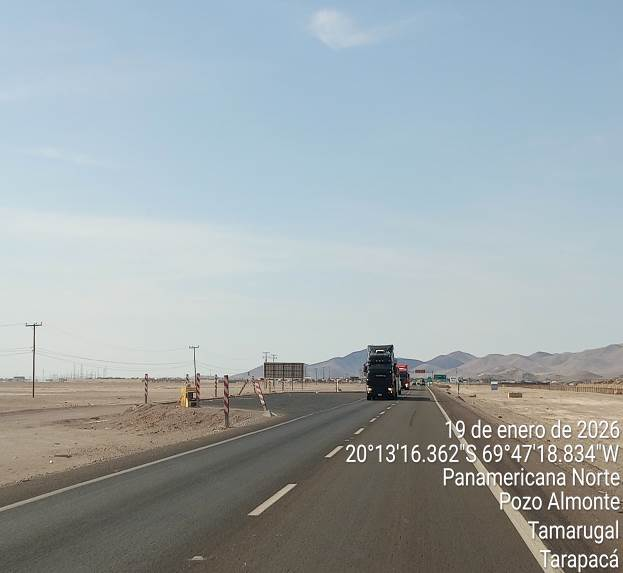 19 de enero de 2026
20°13'16.362"S 69°47'18.834"W
Panamericana Norte
Pozo Almonte
Tamarugal
Tarapacá